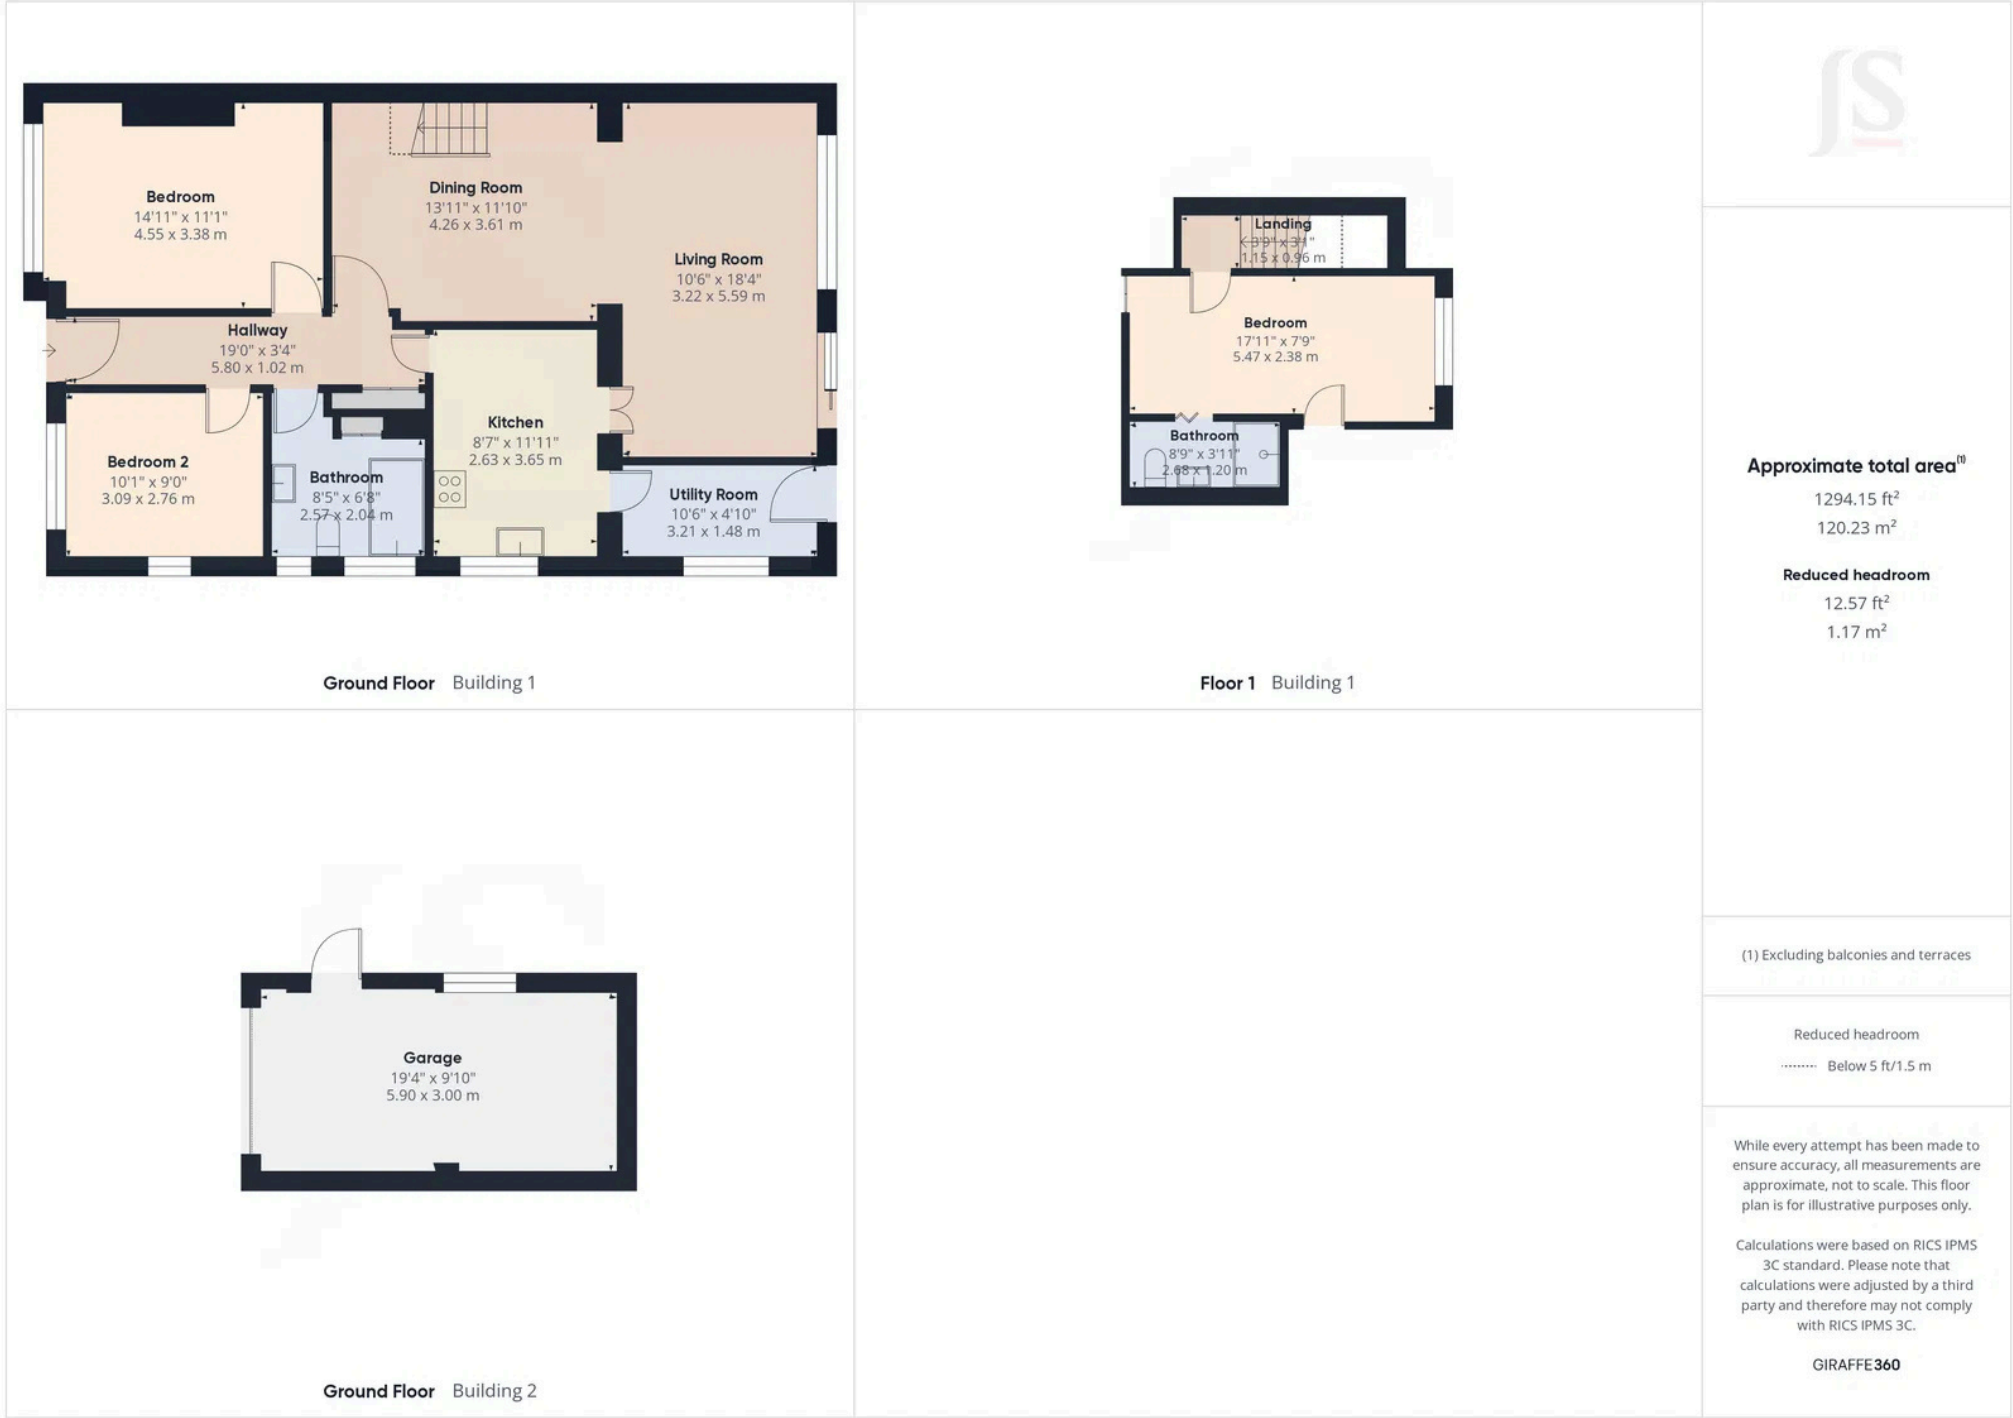 Bedroom
14'11" x 11'1"
4.55 x 3.38 m
Dining Room
13'11" x 11'10"
4.26 x 3.61 m
Living Room
10'6" x 18'4"
3.22 x 5.59 m
Hallway
19'0" x 3'4"
5.80 x 1.02 m
Kitchen
8'7" x 11'11"
2.63 x 3.65 m
Bedroom 2
10'1" x 9'0"
3.09 x 2.76 m
Bathroom
8'5" x 6'8"
2.57 x 2.04 m
Utility Room
10'6" x 4'10"
3.21 x 1.48 m
Ground Floor Building 1
Landing
3'9" x 3'1"
1.15 x 0.96 m
Bedroom
17'11" x 7'9"
5.47 x 2.38 m
Bathroom
8'9" x 3'11"
2.68 x 1.20 m
Floor 1 Building 1
Garage
19'4" x 9'10"
5.90 x 3.00 m
Ground Floor Building 2
JS
Approximate total area(1)
1294.15 ft²
120.23 m²
Reduced headroom
12.57 ft²
1.17 m²
(1) Excluding balconies and terraces
Reduced headroom
Below 5 ft/1.5 m
While every attempt has been made to
ensure accuracy, all measurements are
approximate, not to scale. This floor
plan is for illustrative purposes only.
Calculations were based on RICS IPMS
3C standard. Please note that
calculations were adjusted by a third
party and therefore may not comply
with RICS IPMS 3C.
GIRAFFE360